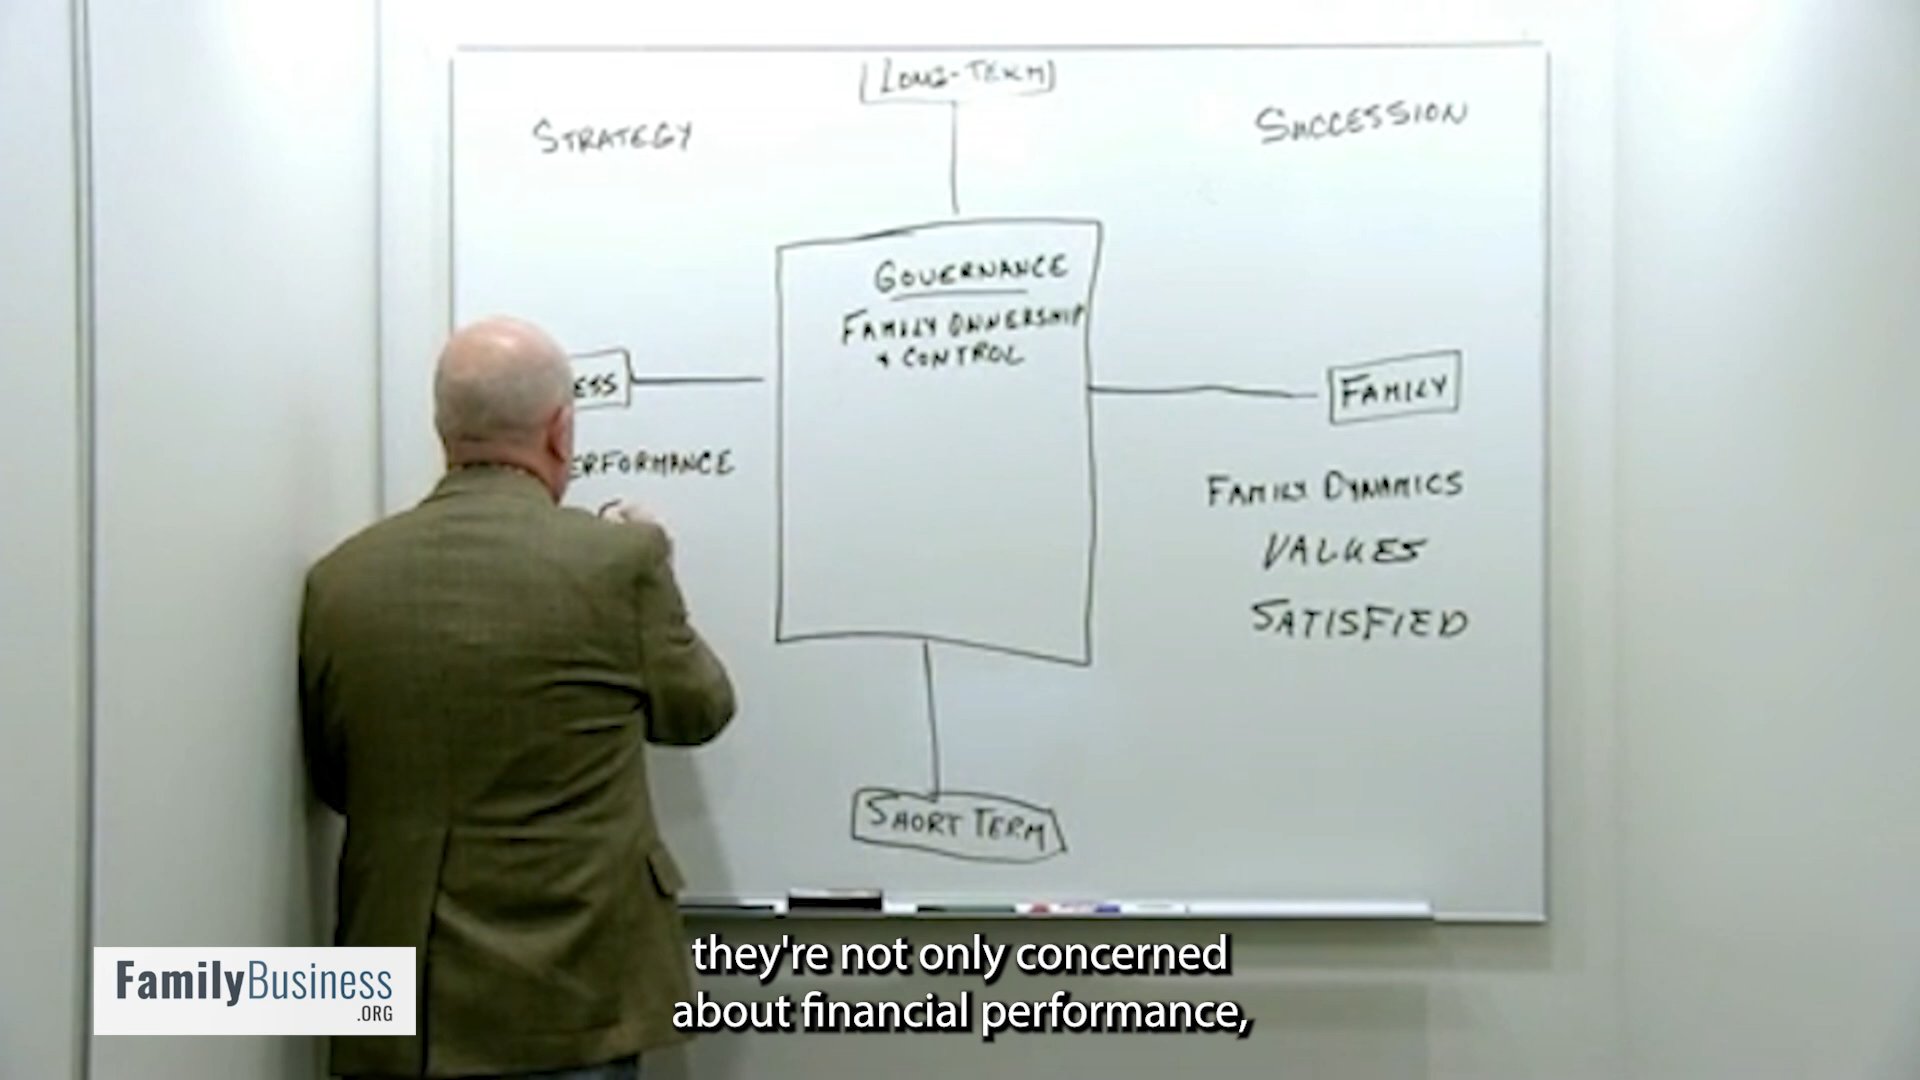 [LONG-TERM]
STRATEGY
SUCCESSION
GOVERNANCE
FAMILY OWNERSHIP
& CONTROL
ESS
FAMILY
ERFORMANCE
FAMILY DYNAMICS
VALUES
SATISFIED
SHORT TERM
they're not only concerned
about financial performance,
FamilyBusiness
.ORG